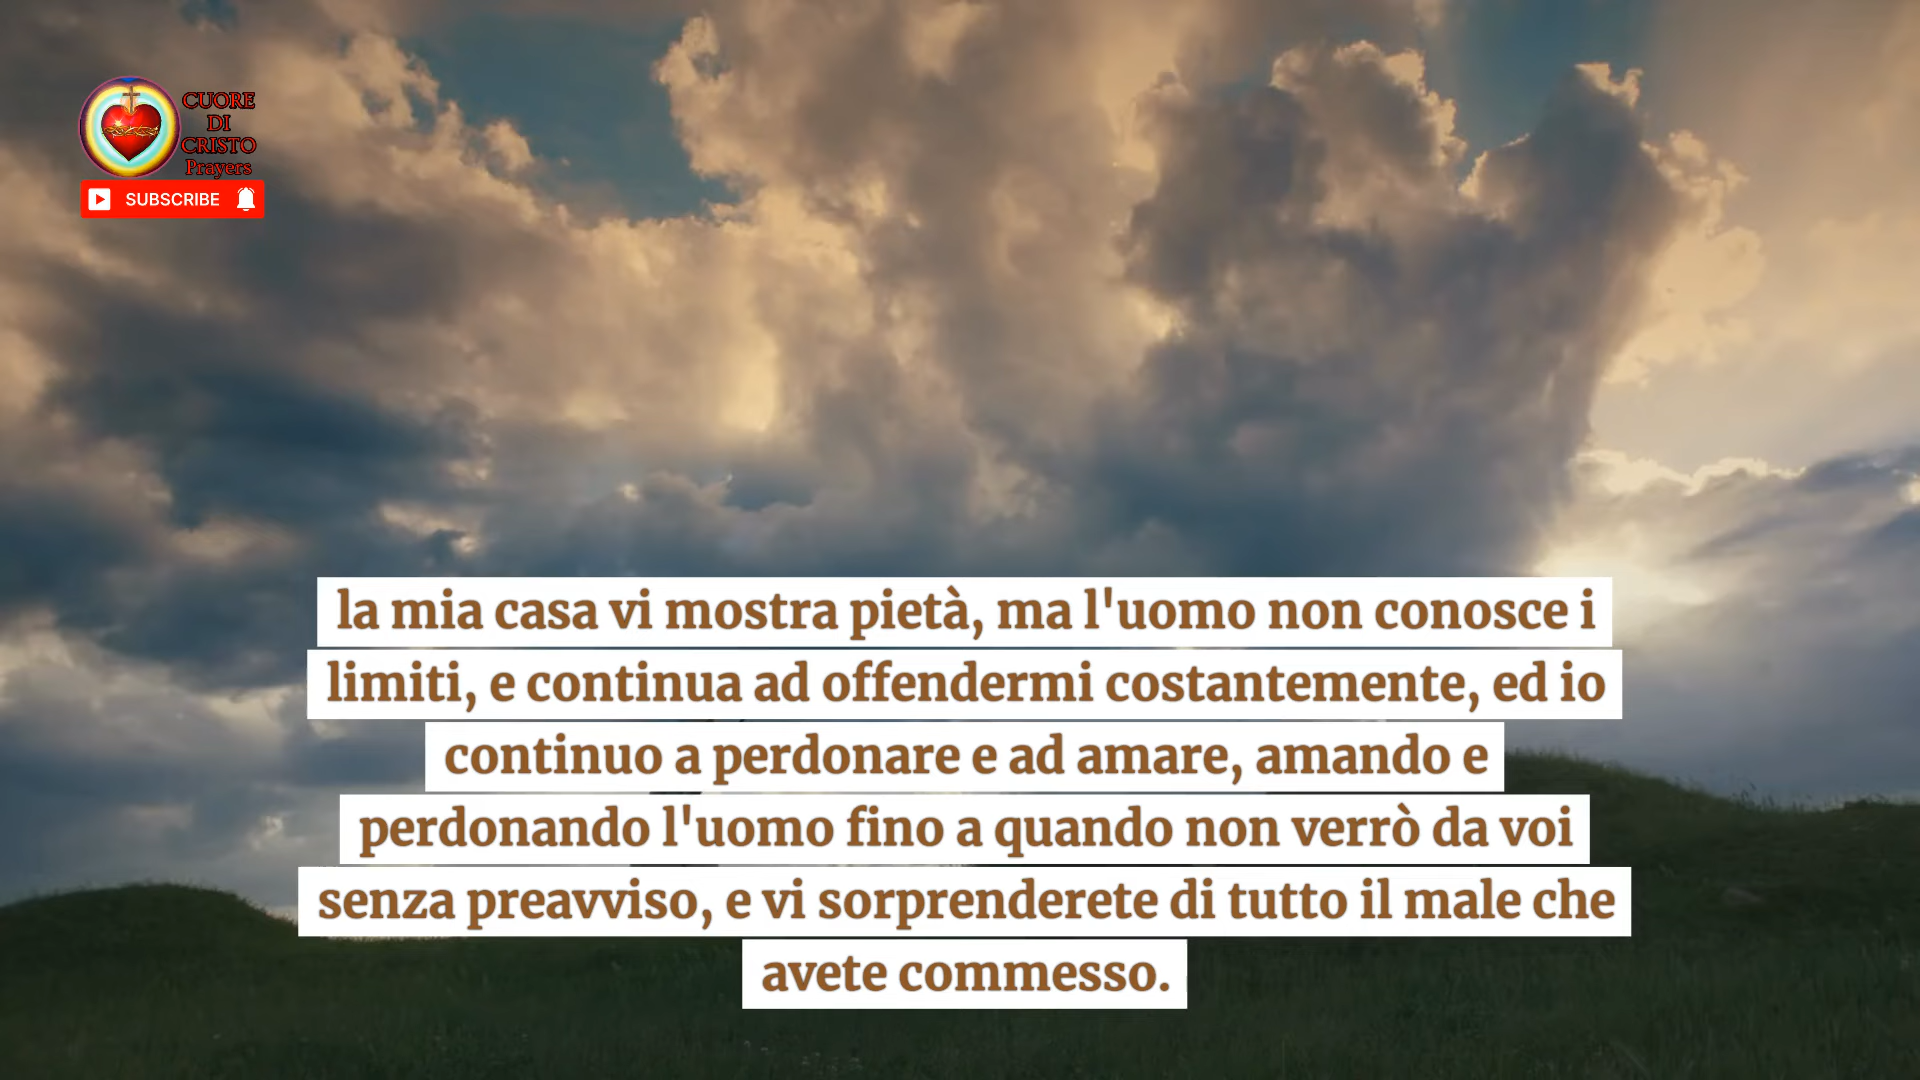 CUORE
DI
CRISTO
Prayers
SUBSCRIBE
la mia casa vi mostra pietà, ma l'uomo non conosce i
limiti, e continua ad offendermi costantemente, ed io
continuo a perdonare e ad amare, amando e
perdonando l'uomo fino a quando non verrò da voi
senza preavviso, e vi sorprenderete di tutto il male che
avete commesso.